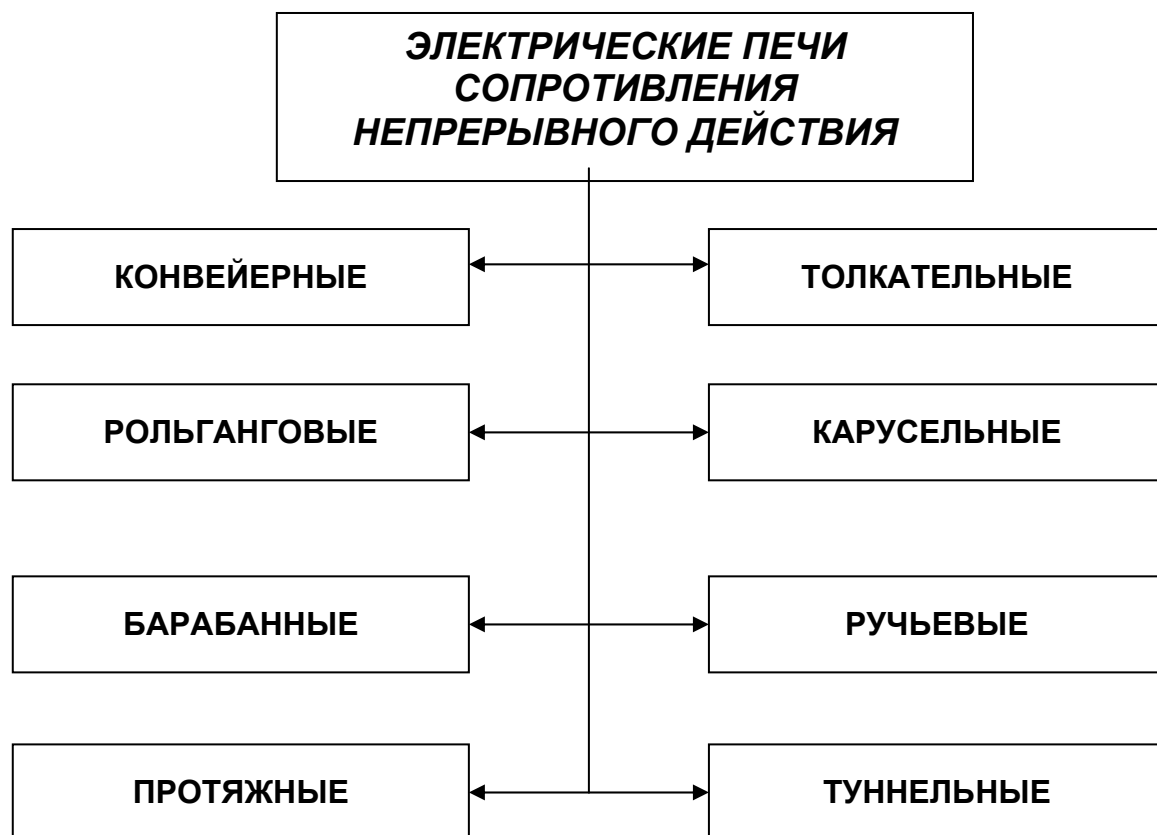 ЭЛЕКТРИЧЕСКИЕ ПЕЧИ
СОПРОТИВЛЕНИЯ
НЕПРЕРЫВНОГО ДЕЙСТВИЯ
КОНВЕЙЕРНЫЕ
ТОЛКАТЕЛЬНЫЕ
РОЛЬГАНГОВЫЕ
КАРУСЕЛЬНЫЕ
БАРАБАННЫЕ
РУЧЬЕВЫЕ
ПРОТЯЖНЫЕ
ТУННЕЛЬНЫЕ